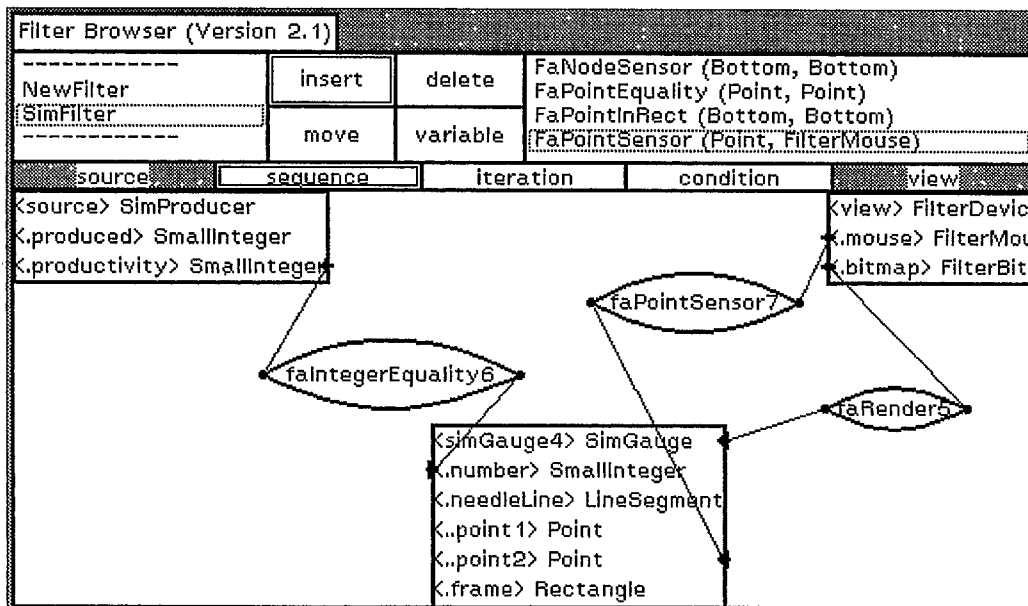 Filter Browser (Version 2.1)
-------------
NewFilter
SimFilter
-------------
insert
delete
move
variable
FaNodeSensor (Bottom, Bottom)
FaPointEquality (Point, Point)
FaPointInRect (Bottom, Bottom)
FaPointSensor (Point, FilterMouse)
source
sequence
iteration
condition
view
<source> SimProducer
<.produced> SmallInteger
<.productivity> SmallInteger
<view> FilterDevic
<.mouse> FilterMou
<.bitmap> FilterBit
faPointSensor7
faIntegerEquality6
faRender5
<simGauge4> SimGauge
<.number> SmallInteger
<.needleLine> LineSegment
<..point1> Point
<..point2> Point
<.frame> Rectangle